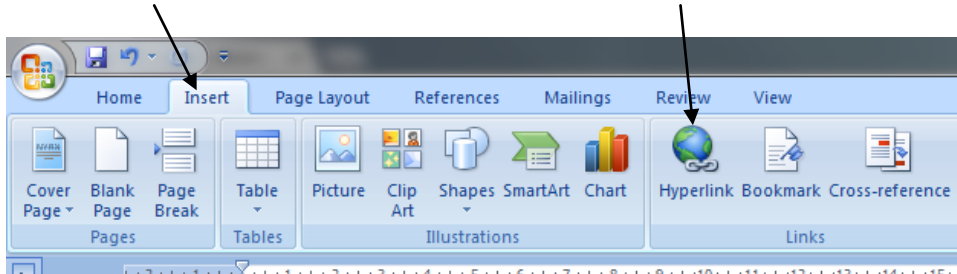 Home Insert Page Layout References Mailings Review View
Cover Blank Page Table Picture Clip Shapes SmartArt Chart Hyperlink Bookmark Cross-reference
Page Page Break Art
Pages Tables Illustrations Links